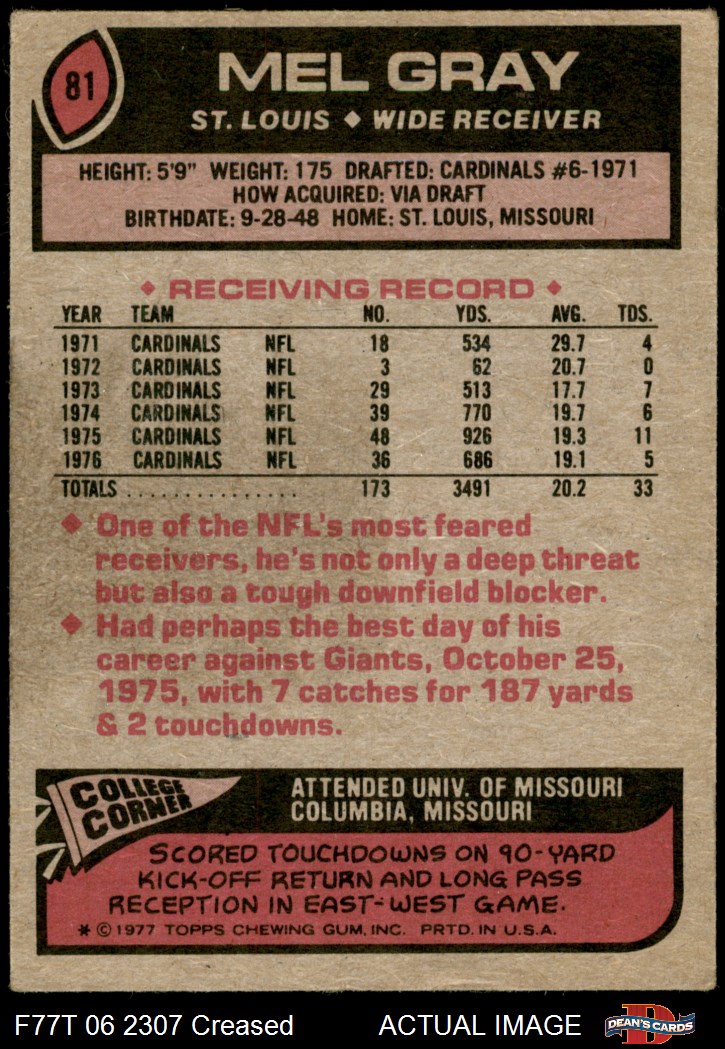 81
MEL GRAY
ST. LOUIS ◆ WIDE RECEIVER
HEIGHT: 5'9" WEIGHT: 175 DRAFTED: CARDINALS #6-1971
HOW ACQUIRED: VIA DRAFT
BIRTHDATE: 9-28-48 HOME: ST. LOUIS, MISSOURI
◆ RECEIVING RECORD ◆
YEAR TEAM NO. YDS. AVG. TDS.
1971 CARDINALS NFL 18 534 29.7 4
1972 CARDINALS NFL 3 62 20.7 0
1973 CARDINALS NFL 29 513 17.7 7
1974 CARDINALS NFL 39 770 19.7 6
1975 CARDINALS NFL 48 926 19.3 11
1976 CARDINALS NFL 36 686 19.1 5
TOTALS ................ 173 3491 20.2 33
◆ One of the NFL's most feared
receivers, he's not only a deep threat
but also a tough downfield blocker.
◆ Had perhaps the best day of his
career against Giants, October 25,
1975, with 7 catches for 187 yards
& 2 touchdowns.
COLLEGE
CORNER
ATTENDED UNIV. OF MISSOURI
COLUMBIA, MISSOURI
SCORED TOUCHDOWNS ON 90-YARD
KICK-OFF RETURN AND LONG PASS
RECEPTION IN EAST-WEST GAME.
* © 1977 TOPPS CHEWING GUM, INC. PRTD. IN U.S.A.
F77T 06 2307 Creased ACTUAL IMAGE
D
DEAN'S CARDS